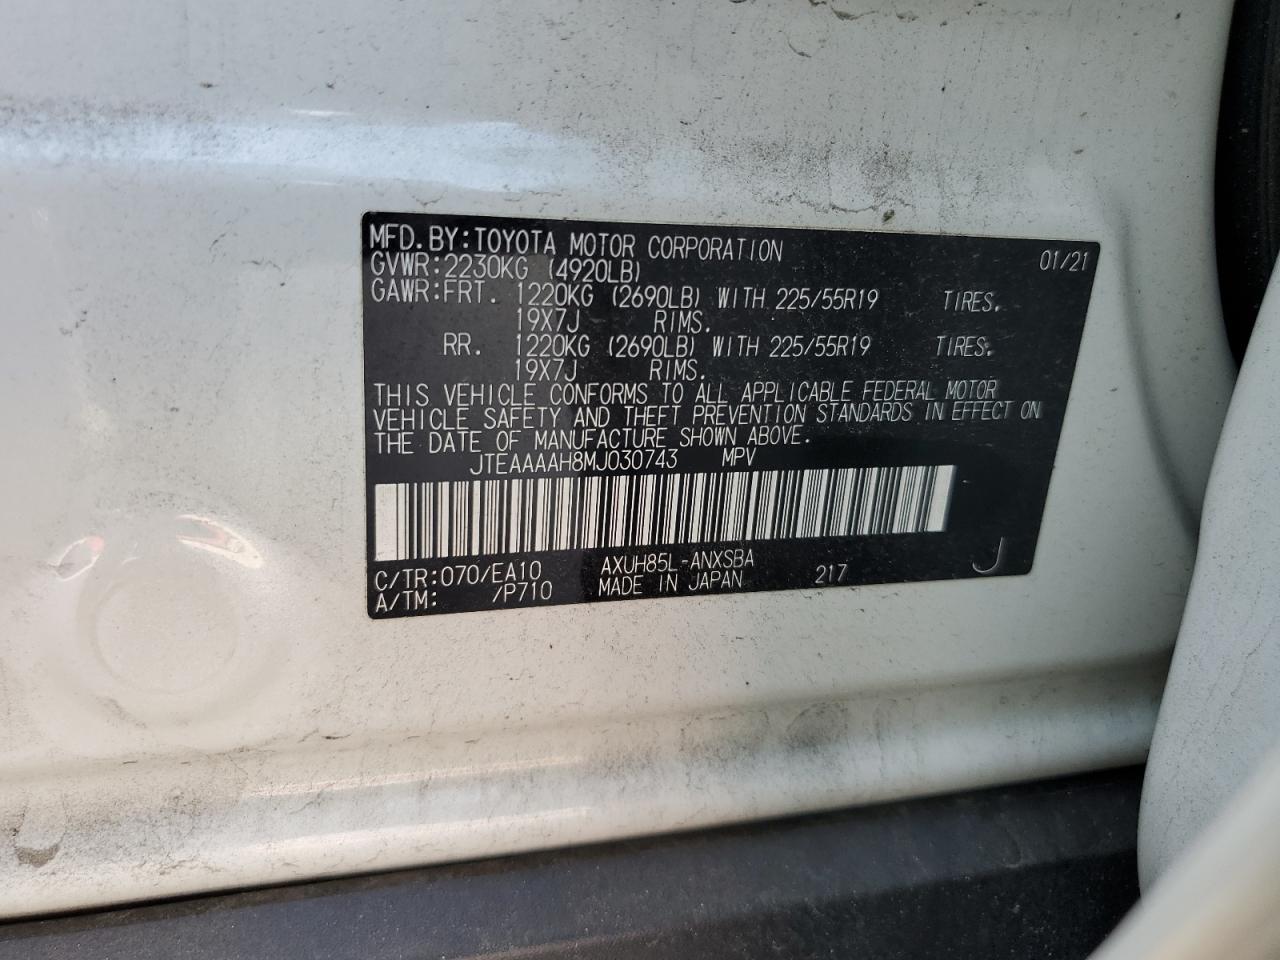 MFD. BY: TOYOTA MOTOR CORPORATION 01/21
GVWR: 2230KG (4920LB)
GAWR: FRT. 1220KG (2690LB) WITH 225/55R19 TIRES,
19X7J RIMS.
RR. 1220KG (2690LB) WITH 225/55R19 TIRES,
19X7J RIMS.
THIS VEHICLE CONFORMS TO ALL APPLICABLE FEDERAL MOTOR
VEHICLE SAFETY AND THEFT PREVENTION STANDARDS IN EFFECT ON
THE DATE OF MANUFACTURE SHOWN ABOVE.
JTEAAAAH8MJ030743 MPV
C/TR: 070/EA10 AXUH85L-ANXSBA
A/TM: /P710 MADE IN JAPAN 217 J